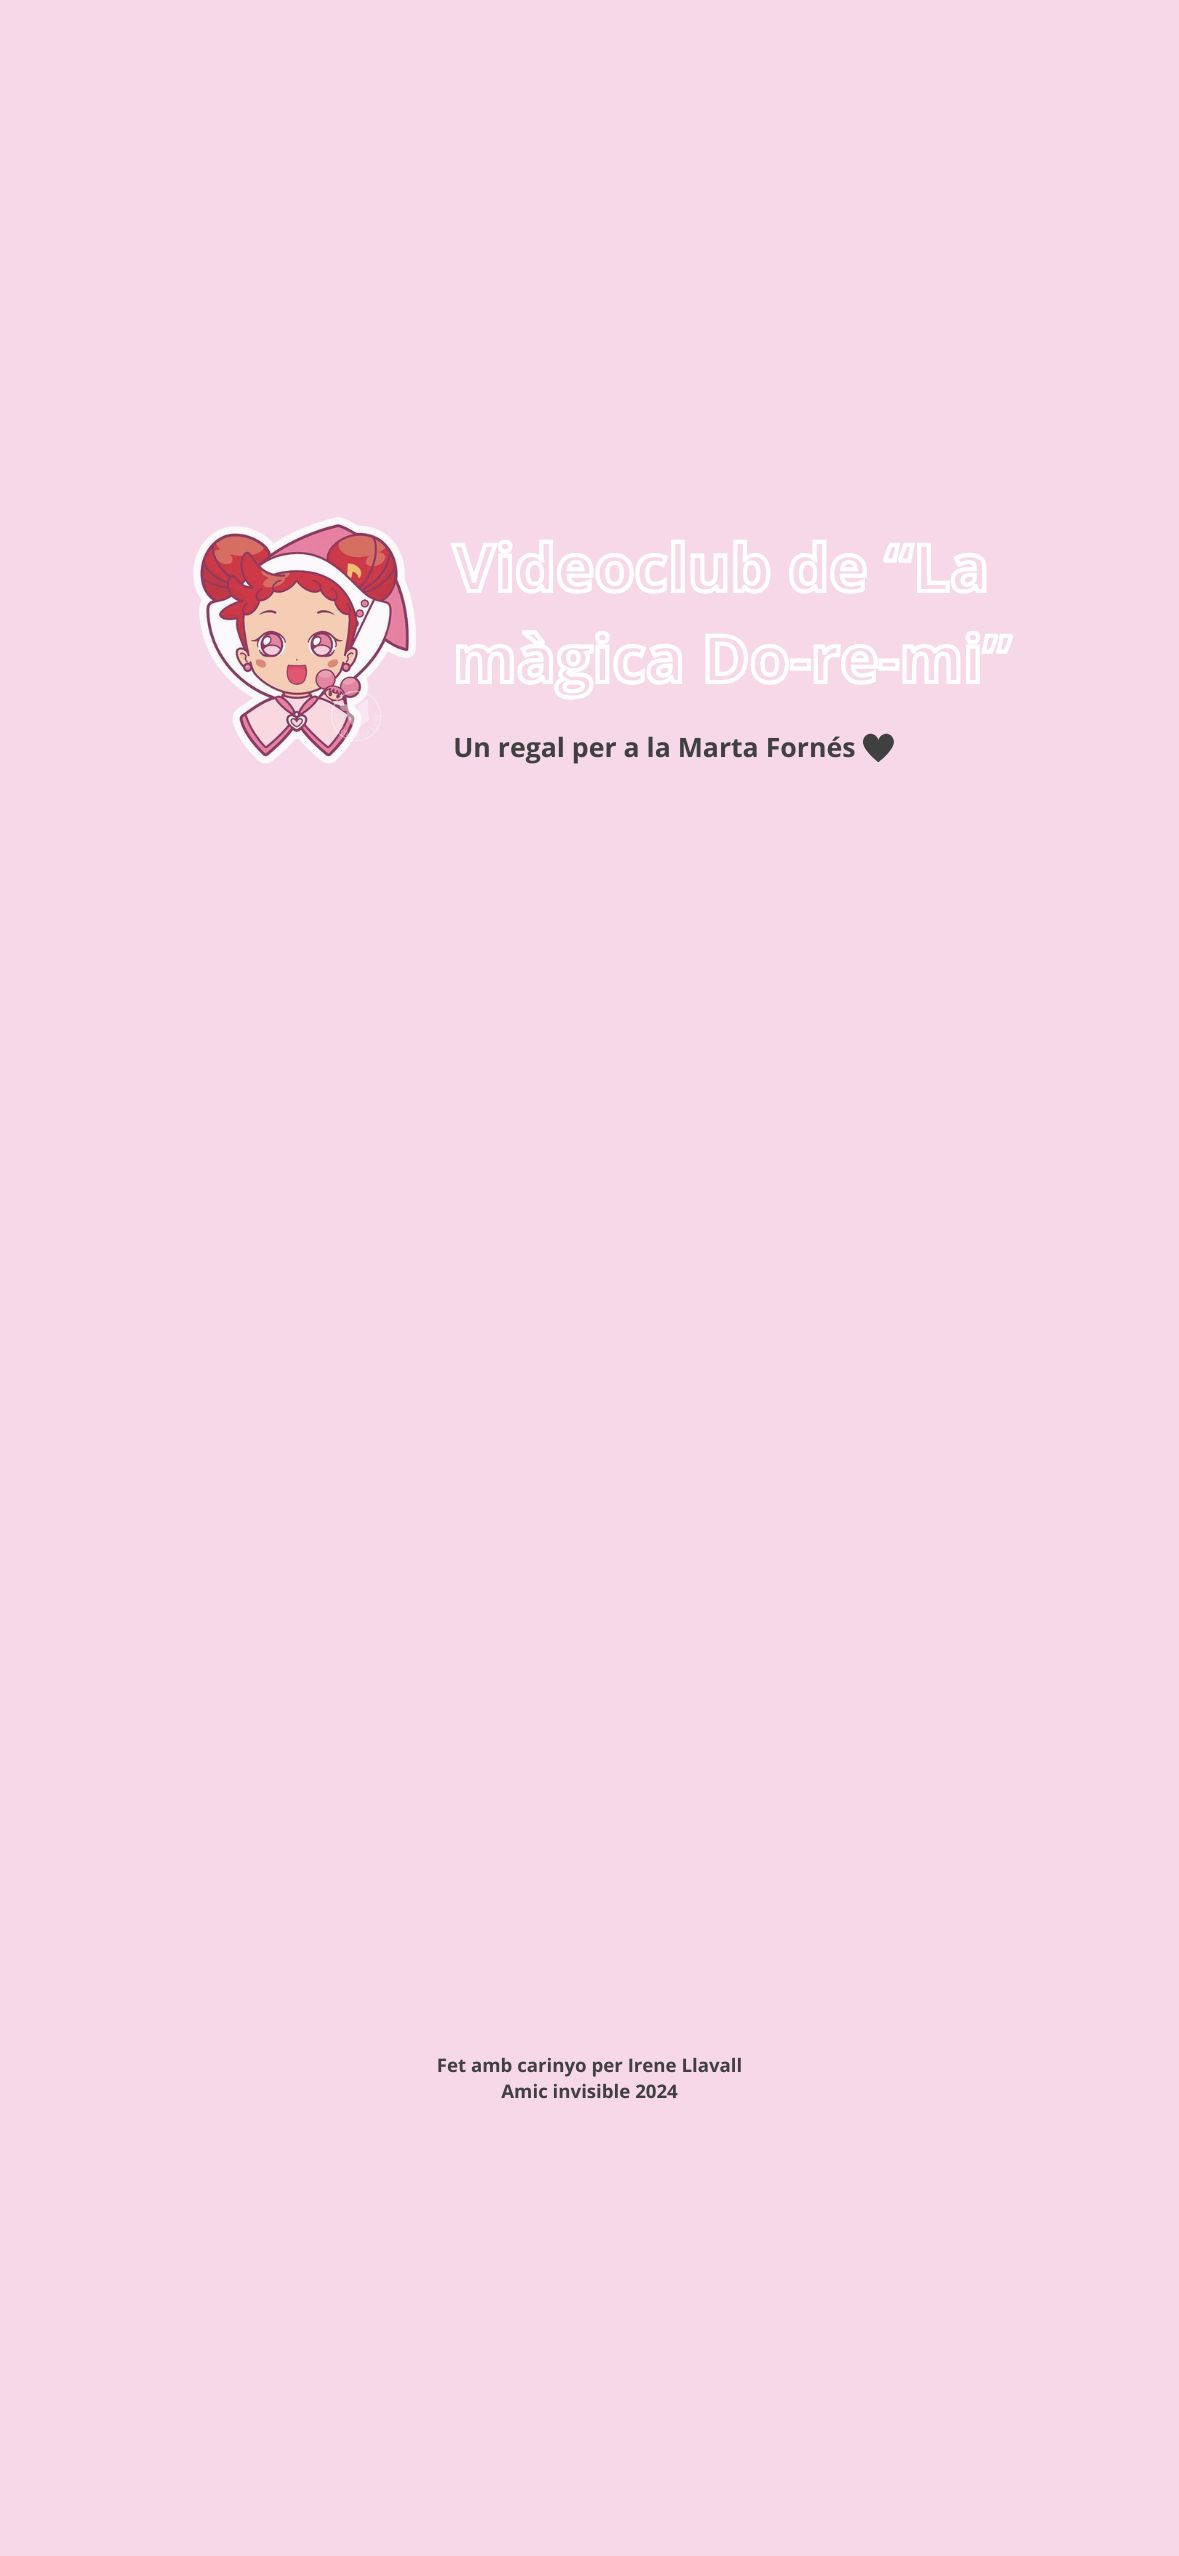 Videoclub de “La
màgica Do-re-mi”
Un regal per a la Marta Fornés 🖤
Fet amb carinyo per Irene Llavall
Amic invisible 2024